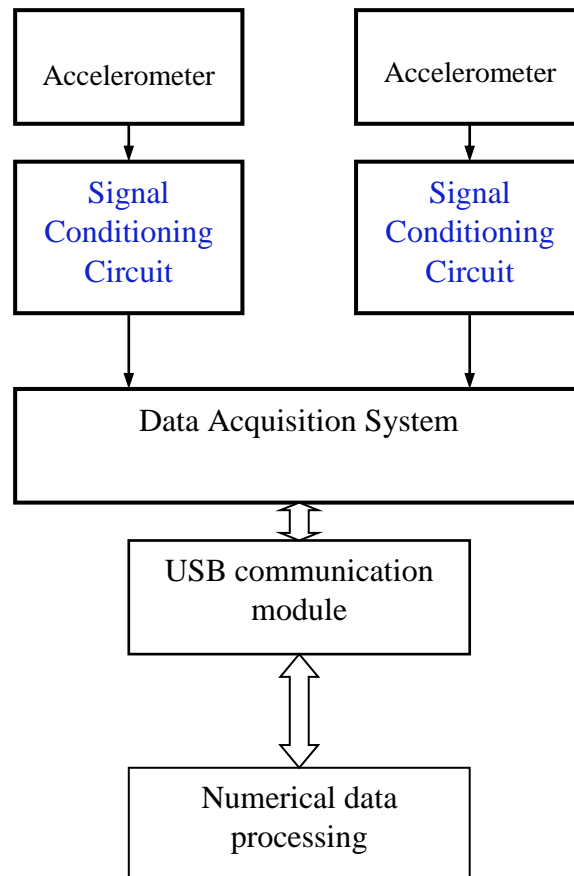 Accelerometer
Accelerometer
Signal
Conditioning
Circuit
Signal
Conditioning
Circuit
Data Acquisition System
USB communication
module
Numerical data
processing